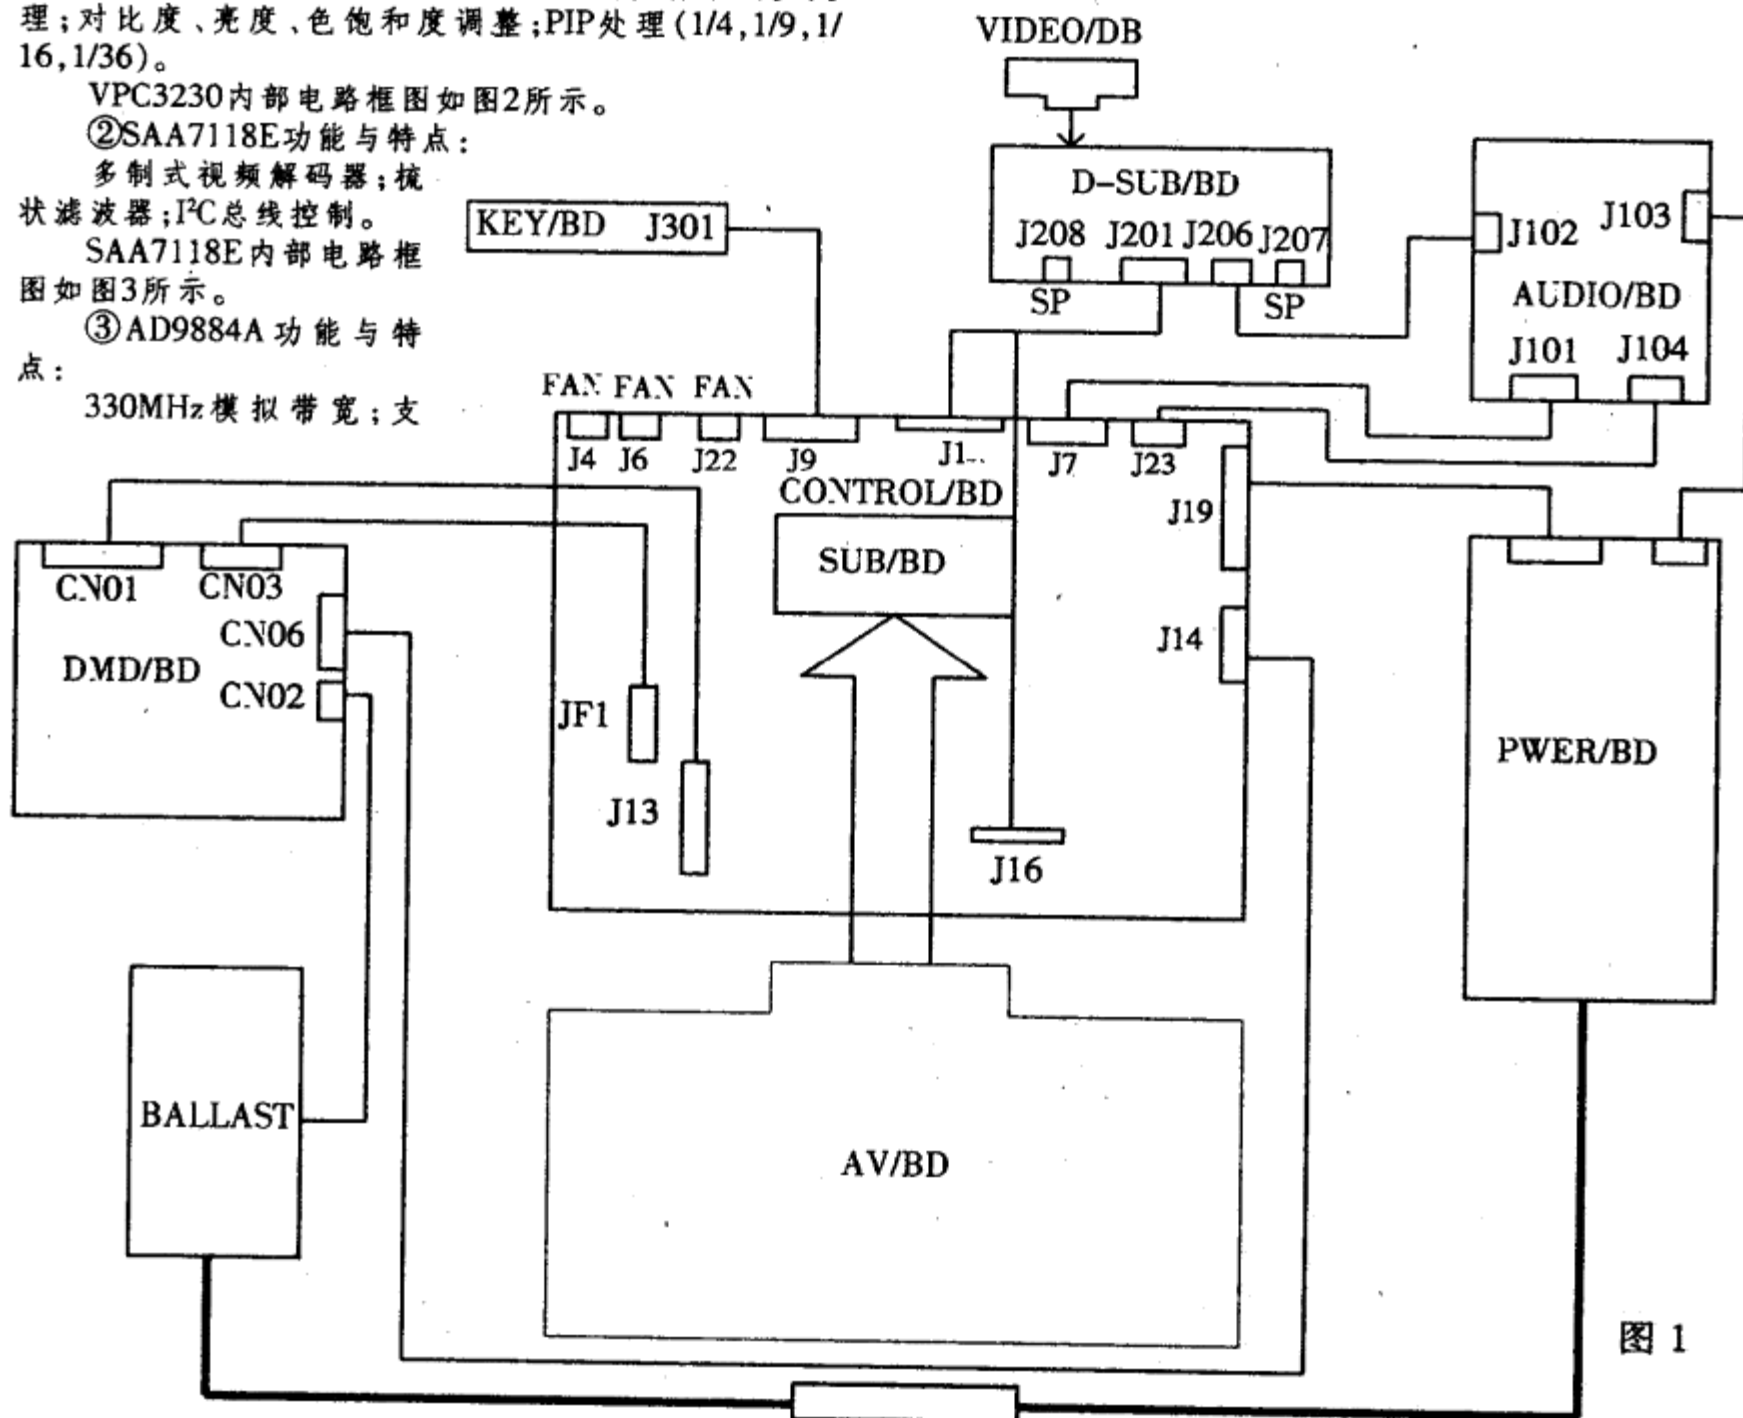 理;对比度、亮度、色饱和度调整;PIP处理(1/4,1/9,1/
16,1/36)。
VPC3230内部电路框图如图2所示。
②SAA7118E功能与特点:
多制式视频解码器;梳
状滤波器;I²C总线控制。
SAA7118E内部电路框
图如图3所示。
③AD9884A功能与特
点:
330MHz模拟带宽;支
VIDEO/DB
D-SUB/BD
J208 J201 J206 J207
SP SP
KEY/BD J301
J102 J103
AUDIO/BD
J101 J104
FAN FAN FAN
J4 J6 J22 J9 J7 J23
CONTROL/BD
J19
SUB/BD
J14
CN01 CN03
CN06
DMD/BD
CN02
JF1
J13
J16
PWER/BD
BALLAST
AV/BD
图 1